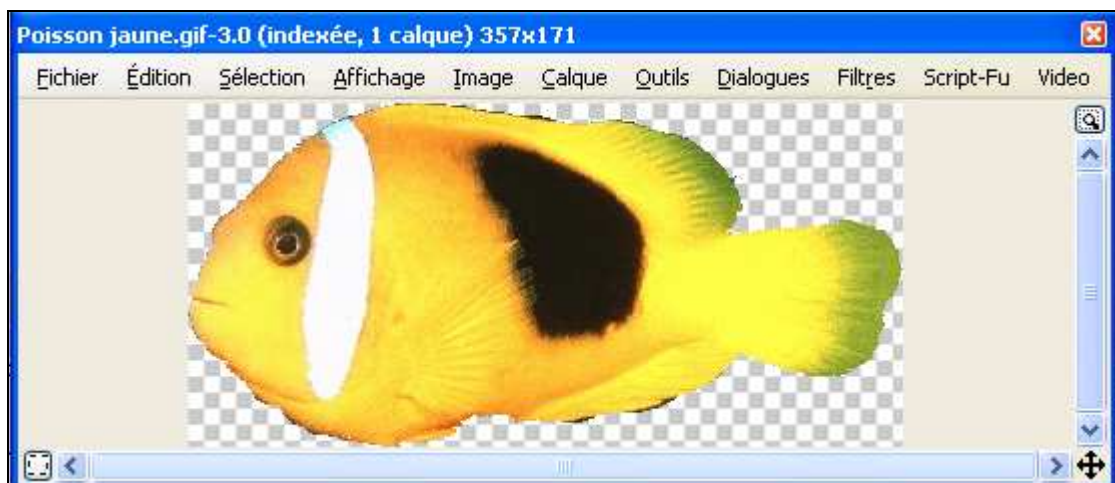 Poisson jaune.gif-3.0 (indexée, 1 calque) 357x171
Fichier Édition Sélection Affichage Image Calque Outils Dialogues Filtres Script-Fu Video